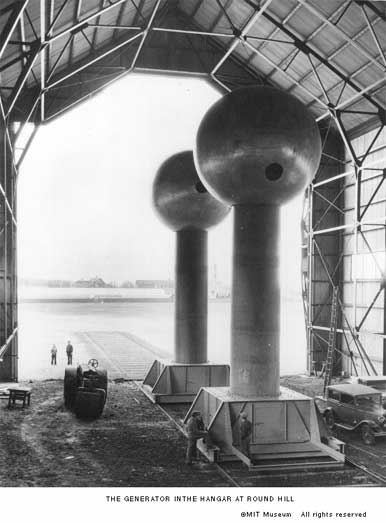 THE GENERATOR INTHE HANGAR AT ROUND HILL
@MIT Museum All rights reserved